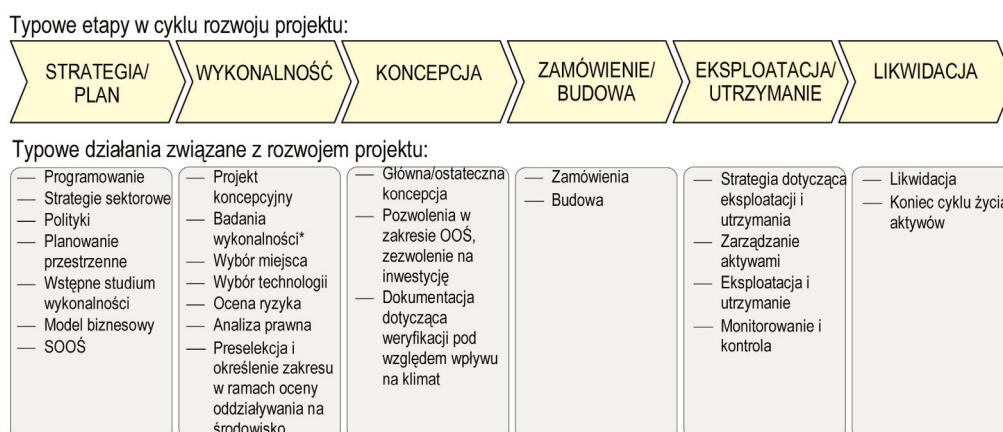 Typowe etapy w cyklu rozwoju projektu:
STRATEGIA/
PLAN
WYKONALNOŚĆ
KONCEPCJA
ZAMÓWIENIE/
BUDOWA
EKSPLOATACJA/
UTRZYMANIE
LIKWIDACJA
Typowe działania związane z rozwojem projektu:
— Programowanie
— Strategie sektorowe
— Polityki
— Planowanie
przestrzenne
— Wstępne studium
wykonalności
— Model biznesowy
— SOOŚ
— Projekt
koncepcyjny
— Badania
wykonalności*
— Wybór miejsca
— Wybór technologii
— Ocena ryzyka
— Analiza prawna
— Preselekcja i
określenie zakresu
w ramach oceny
oddziaływania na
środowisko
— Główna/ostateczna
koncepcja
— Pozwolenia w
zakresie OOŚ,
zezwolenie na
inwestycję
— Dokumentacja
dotycząca
weryfikacji pod
względem wpływu
na klimat
— Zamówienia
— Budowa
— Strategia dotycząca
eksploatacji i
utrzymania
— Zarządzanie
aktywami
— Eksploatacja i
utrzymanie
— Monitorowanie i
kontrola
— Likwidacja
— Koniec cyklu życia
aktywów